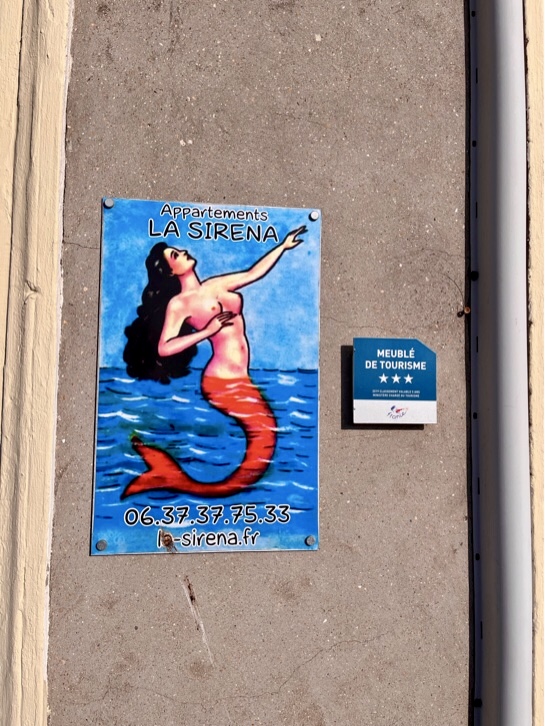 Appartements
LA SIRENA
06.37.37.75.33
la-sirena.fr
MEUBLÉ
DE TOURISME
★★★